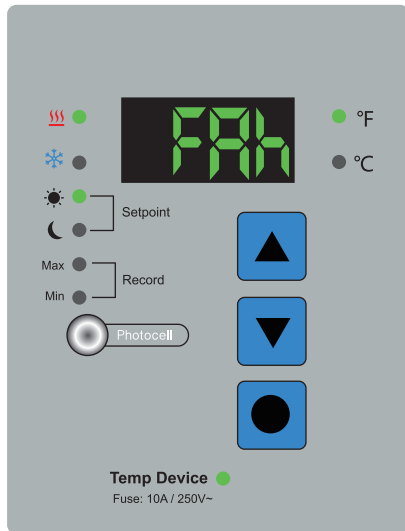 FAh
°F
°C
Setpoint
Max
Record
Min
Photocell
Temp Device
Fuse: 10A / 250V~